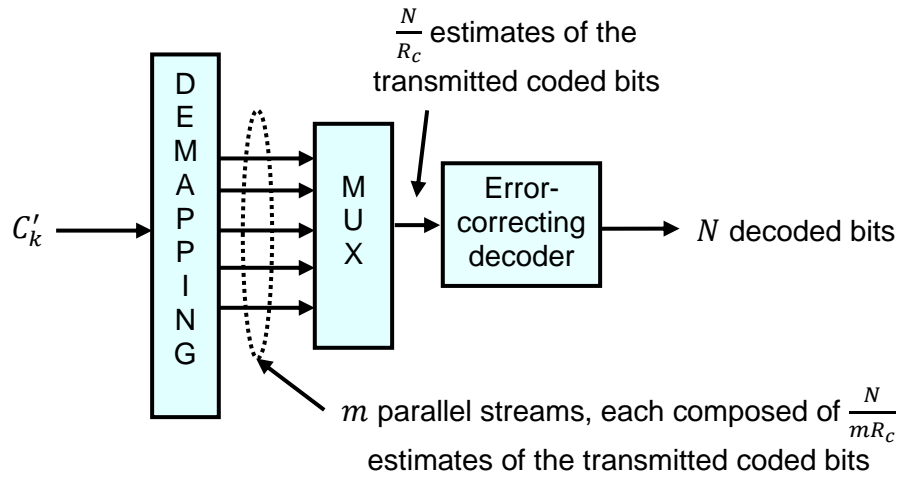 N/R_c estimates of the
transmitted coded bits
D
E
M
A
P
P
I
N
G
M
U
X
Error-
correcting
decoder
C'_k
N decoded bits
m parallel streams, each composed of N/mR_c
estimates of the transmitted coded bits